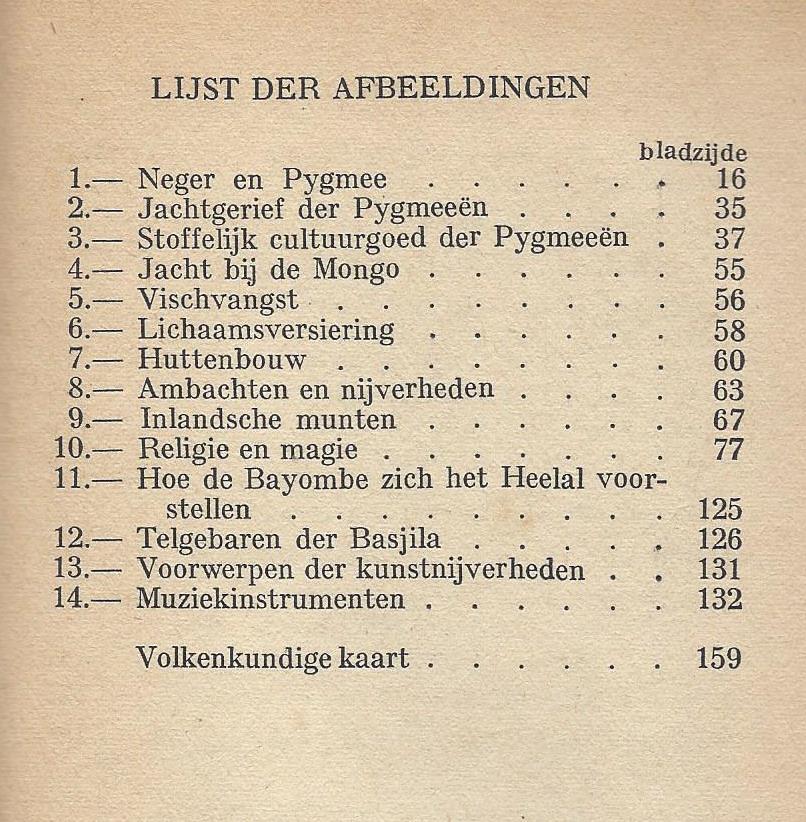 LIJST DER AFBEELDINGEN
bladzijde
1.— Neger en Pygmee . . . . . . 16
2.— Jachtgerief der Pygmeeën . . . . 35
3.— Stoffelijk cultuurgoed der Pygmeeën . 37
4.— Jacht bij de Mongo . . . . . . 55
5.— Vischvangst . . . . . . . . 56
6.— Lichaamsversiering . . . . . . 58
7.— Huttenbouw . . . . . . . . 60
8.— Ambachten en nijverheden . . . . 63
9.— Inlandsche munten . . . . . . 67
10.— Religie en magie . . . . . . . 77
11.— Hoe de Bayombe zich het Heelal voor-
stellen . . . . . . . . . 125
12.— Telgebaren der Basjila . . . . . 126
13.— Voorwerpen der kunstnijverheden . . 131
14.— Muziekinstrumenten . . . . . . 132
Volkenkundige kaart . . . . . . 159